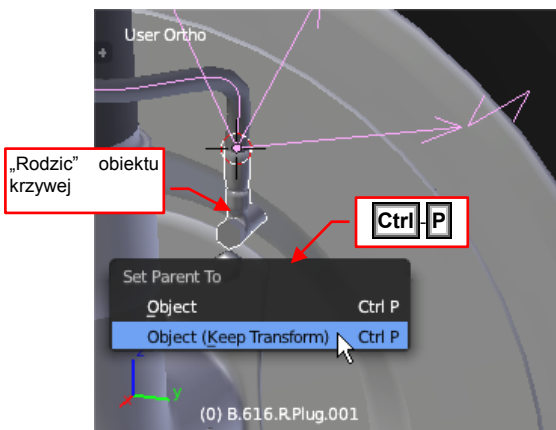 User Ortho
„Rodzic” obiektu
krzywej
Ctrl-P
Set Parent To
Object Ctrl P
Object (Keep Transform) Ctrl P
z
y
x
(0) B.616.R.Plug.001